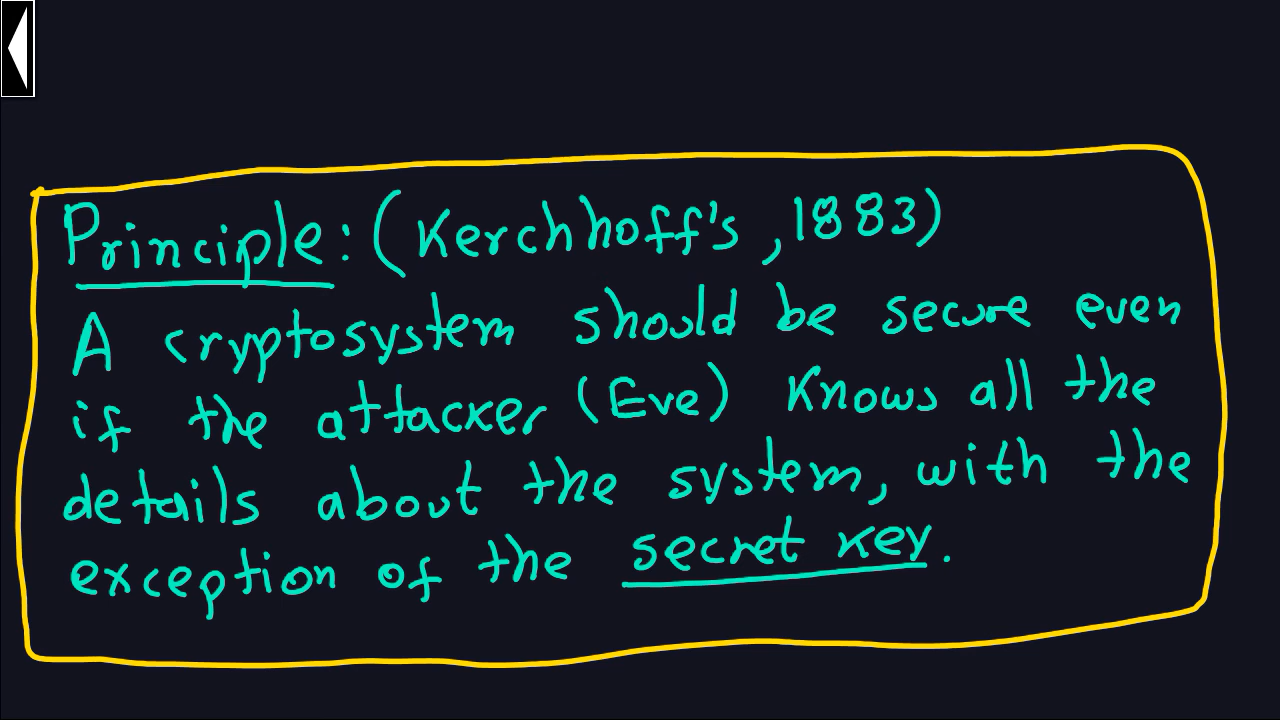 Principle: (Kerchhoff's, 1883)
A cryptosystem should be secure even
if the attacker (Eve) knows all the
details about the system, with the
exception of the secret key.